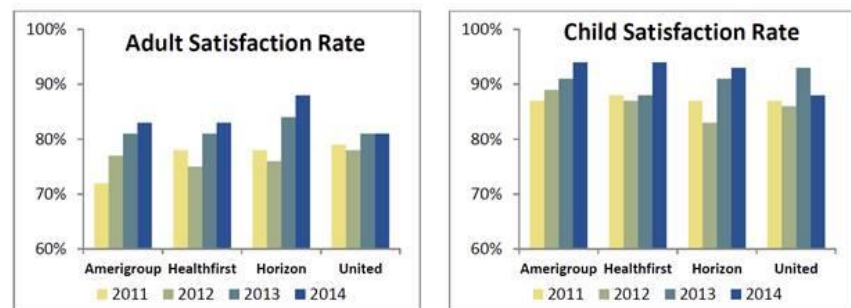 Adult Satisfaction Rate
100%
90%
80%
70%
60%
Amerigroup Healthfirst Horizon United
2011 2012 2013 2014
Child Satisfaction Rate
100%
90%
80%
70%
60%
Amerigroup Healthfirst Horizon United
2011 2012 2013 2014